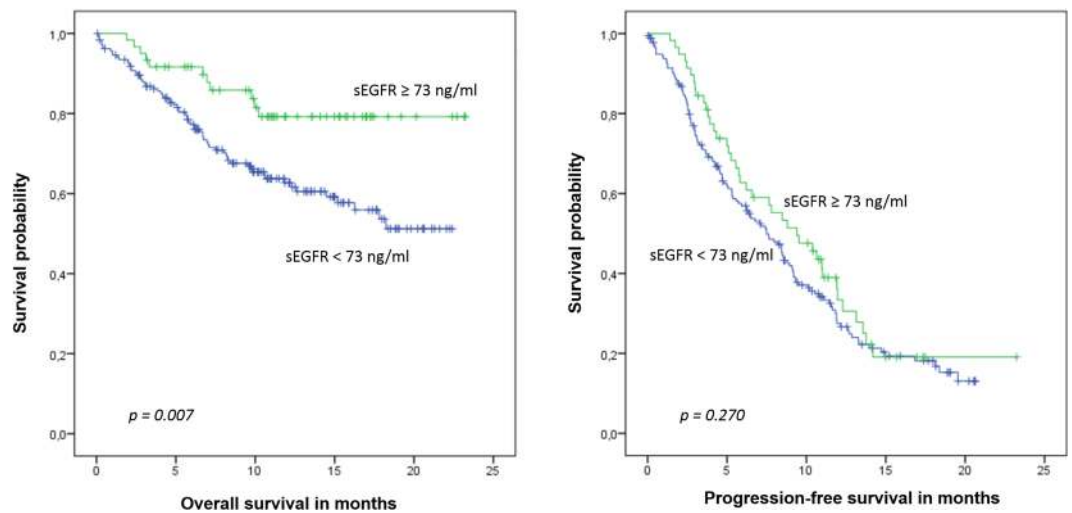 1,0
0,8
0,6
0,4
0,2
0,0
Survival probability
sEGFR ≥ 73 ng/ml
sEGFR < 73 ng/ml
p = 0.007
0 5 10 15 20 25
Overall survival in months
1,0
0,8
0,6
0,4
0,2
0,0
Survival probability
sEGFR ≥ 73 ng/ml
sEGFR < 73 ng/ml
p = 0.270
0 5 10 15 20 25
Progression-free survival in months